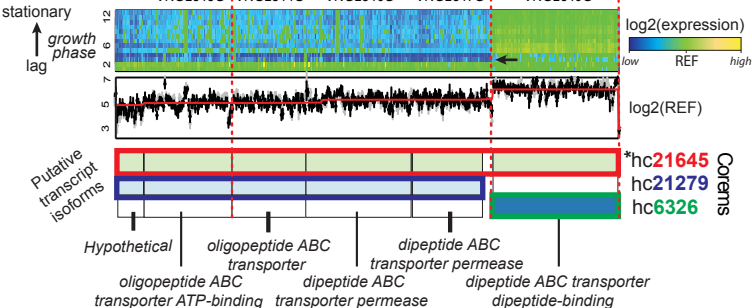 stationary
growth
phase
lag
12
6
2
log2(expression)
low REF high
7
5
3
log2(REF)
Putative
transcript
isoforms
*hc21645
hc21279
hc6326
Corems
Hypothetical
oligopeptide ABC
transporter
dipeptide ABC
transporter permease
oligopeptide ABC
transporter ATP-binding
dipeptide ABC
transporter permease
dipeptide ABC transporter
dipeptide-binding